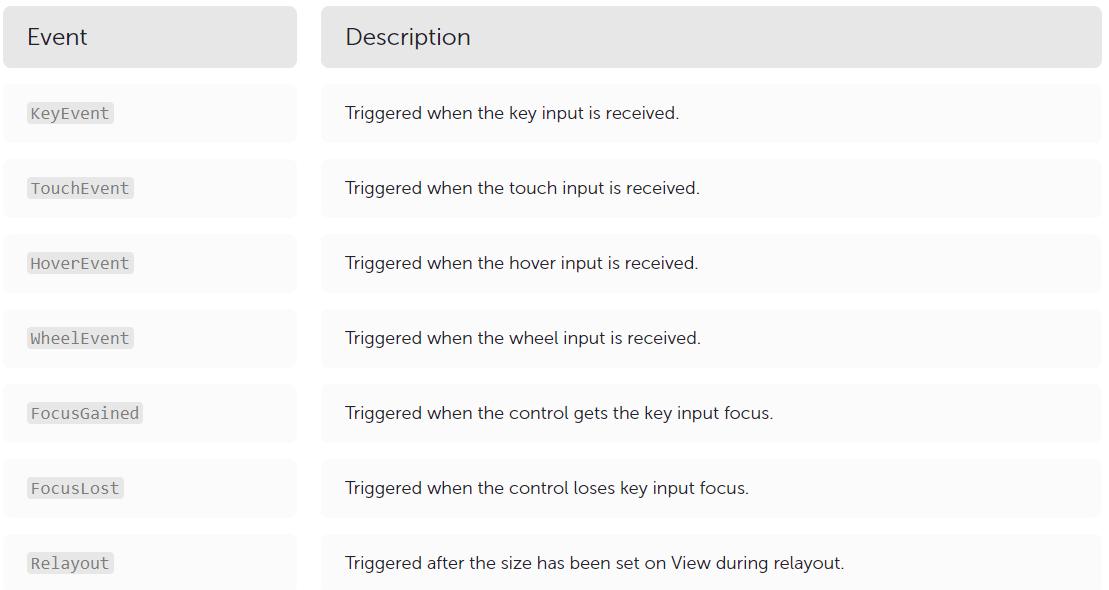 Event Description
KeyEvent Triggered when the key input is received.
TouchEvent Triggered when the touch input is received.
HoverEvent Triggered when the hover input is received.
WheelEvent Triggered when the wheel input is received.
FocusGained Triggered when the control gets the key input focus.
FocusLost Triggered when the control loses key input focus.
Relayout Triggered after the size has been set on View during relayout.